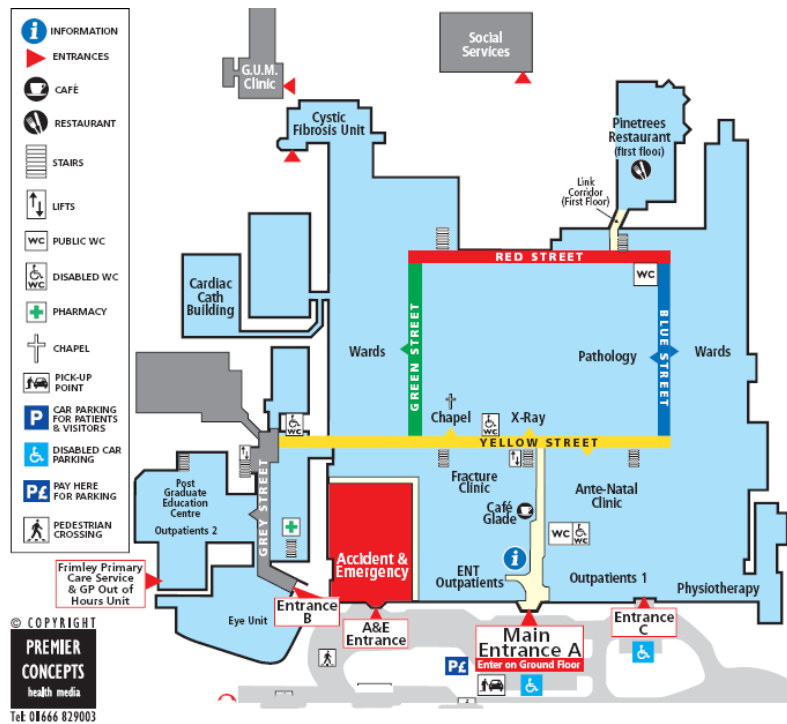 INFORMATION
ENTRANCES
CAFÉ
RESTAURANT
STAIRS
LIFTS
WC
PUBLIC WC
WC
DISABLED WC
PHARMACY
CHAPEL
PICK-UP
POINT
P
CAR PARKING
FOR PATIENTS
& VISITORS
DISABLED CAR
PARKING
P£
PAY HERE
FOR PARKING
PEDESTRIAN
CROSSING
G.U.M.
Clinic
Social
Services
Cystic
Fibrosis Unit
Pinetrees
Restaurant
(first floor)
Link
Corridor
(First Floor)
RED STREET
WC
Cardiac
Cath
Building
GREEN STREET
BLUE STREET
Wards
Pathology
Wards
Chapel
WC
X-Ray
WC
YELLOW STREET
Fracture
Clinic
Ante-Natal
Clinic
Post
Graduate
Education
Centre
Outpatients 2
GREY STREET
Café
Glade
Accident &
Emergency
WC
WC
i
ENT
Outpatients
Outpatients 1
Physiotherapy
Frimley Primary
Care Service
& GP Out of
Hours Unit
Eye Unit
Entrance
B
A&E
Entrance
Main
Entrance A
Enter on Ground Floor
Entrance
C
P£
© COPYRIGHT
PREMIER
CONCEPTS
health media
Tel: 01666 829003